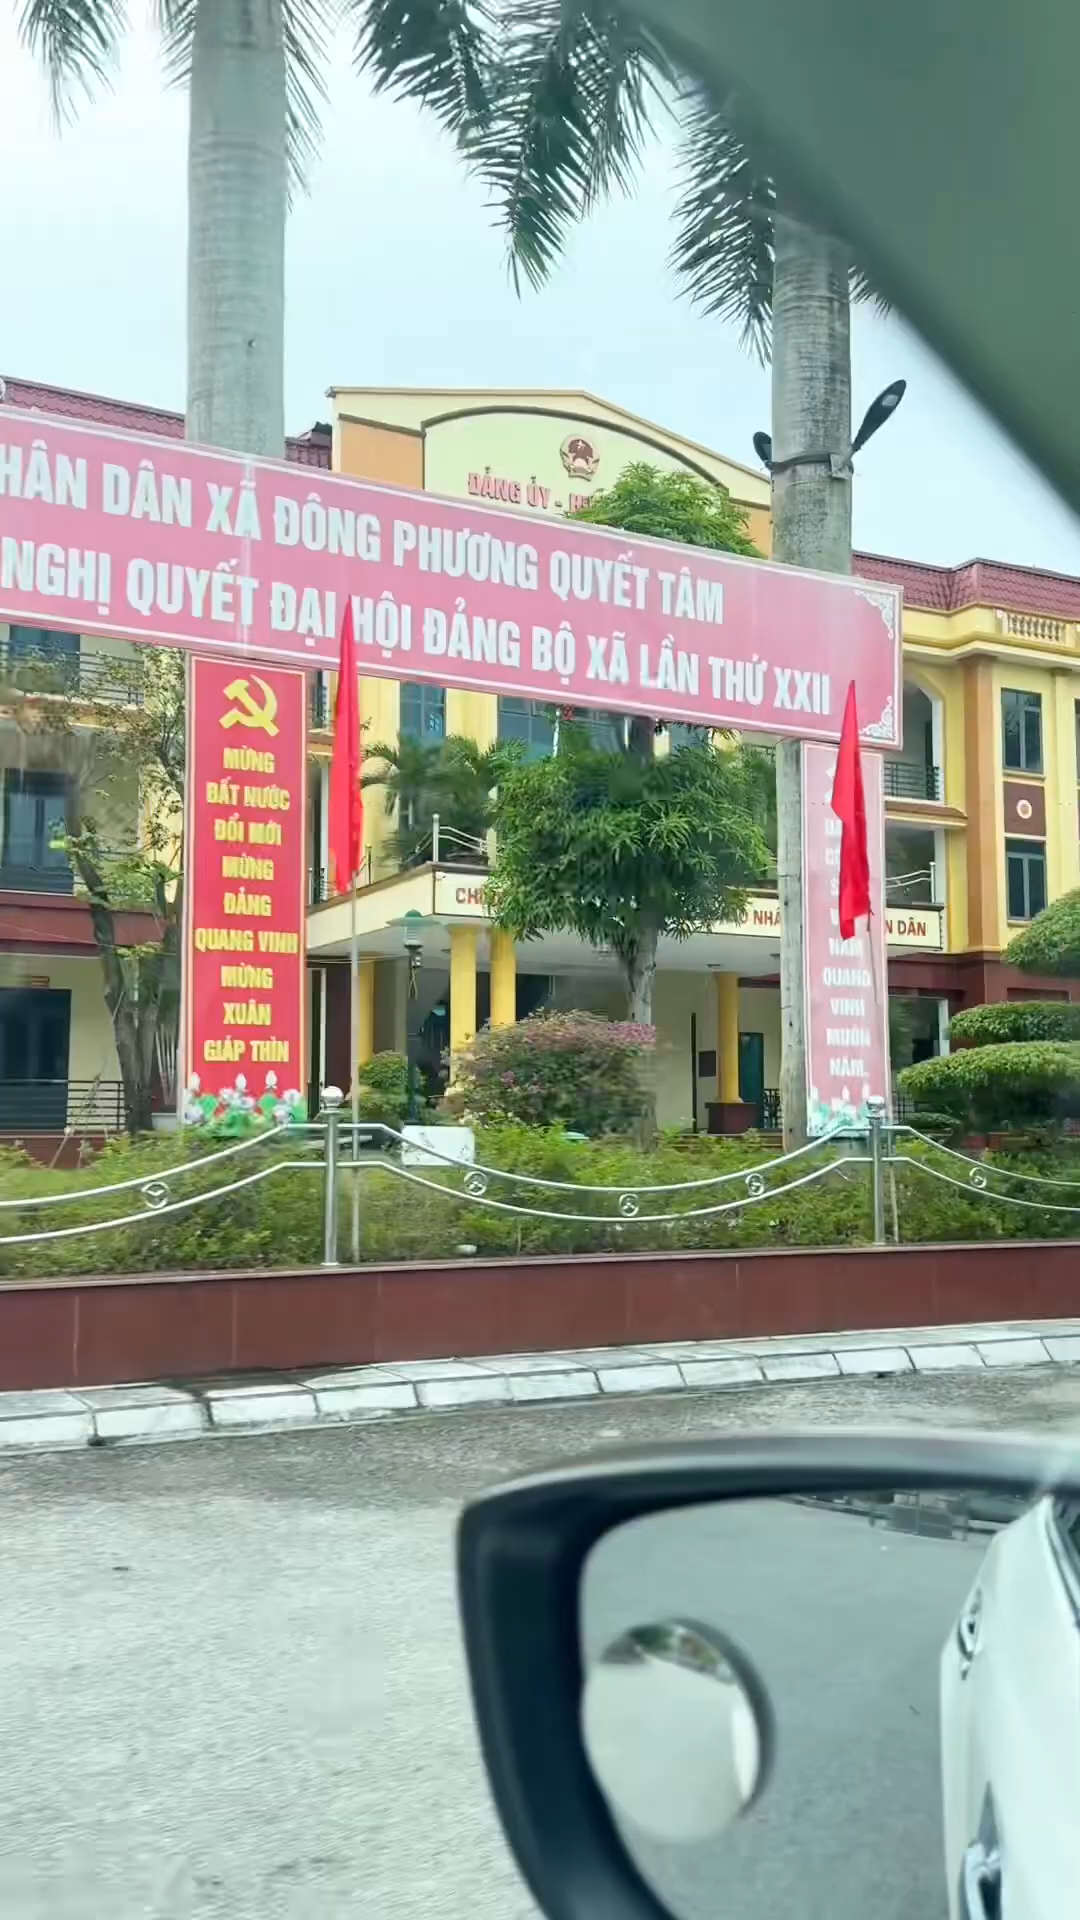 DÂN XÃ ĐÔNG PHƯƠNG QUYẾT TÂM
NGHỊ QUYẾT ĐẠI HỘI ĐẢNG BỘ XÃ LẦN THỨ XXII
ĐẢNG ỦY -
MỪNG
ĐẤT NƯỚC
ĐỔI MỚI
MỪNG
ĐẢNG
QUANG VINH
MỪNG
XUÂN
GIÁP THÌN
DÂN
NAM
QUANG
VINH
MUÔN
NĂM